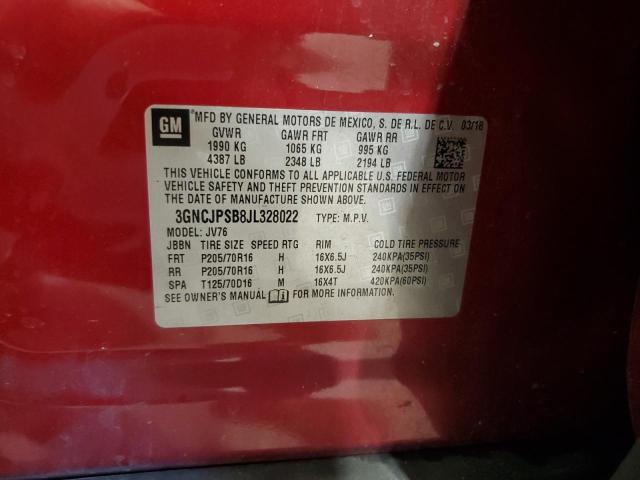 GM MFD BY GENERAL MOTORS DE MEXICO, S. DE R.L. DE C.V. 03/18
GVWR GAWR FRT GAWR RR
1990 KG 1065 KG 995 KG
4387 LB 2348 LB 2194 LB
THIS VEHICLE CONFORMS TO ALL APPLICABLE U.S. FEDERAL MOTOR
VEHICLE SAFETY AND THEFT PREVENTION STANDARDS IN EFFECT ON
THE DATE OF MANUFACTURE SHOWN ABOVE.
3GNCJPSB8JL328022 TYPE: M.P.V.
MODEL: JV76
JBBN TIRE SIZE SPEED RTG RIM COLD TIRE PRESSURE
FRT P205/70R16 H 16X6.5J 240KPA(35PSI)
RR P205/70R16 H 16X6.5J 240KPA(35PSI)
SPA T125/70D16 M 16X4T 420KPA(60PSI)
SEE OWNER'S MANUAL FOR MORE INFORMATION.